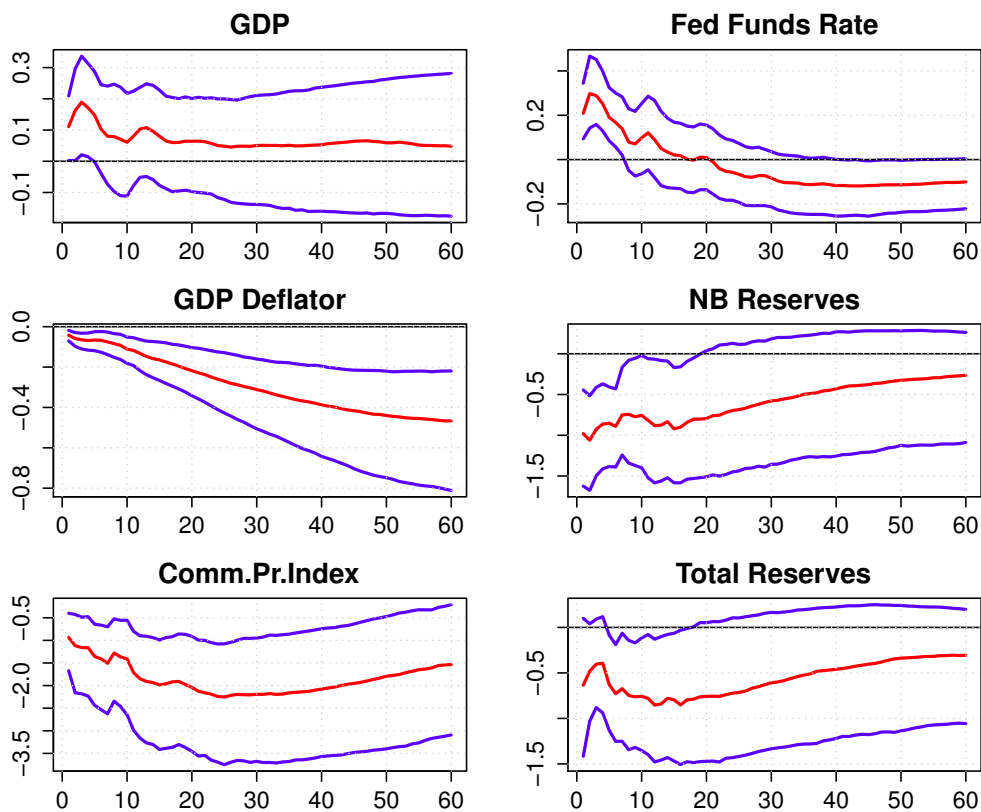 GDP
0.3
0.1
−0.1
0 10 20 30 40 50 60
Fed Funds Rate
0.2
−0.2
0 10 20 30 40 50 60
GDP Deflator
0.0
−0.4
−0.8
0 10 20 30 40 50 60
NB Reserves
−0.5
−1.5
0 10 20 30 40 50 60
Comm.Pr.Index
−0.5
−2.0
−3.5
0 10 20 30 40 50 60
Total Reserves
−0.5
−1.5
0 10 20 30 40 50 60